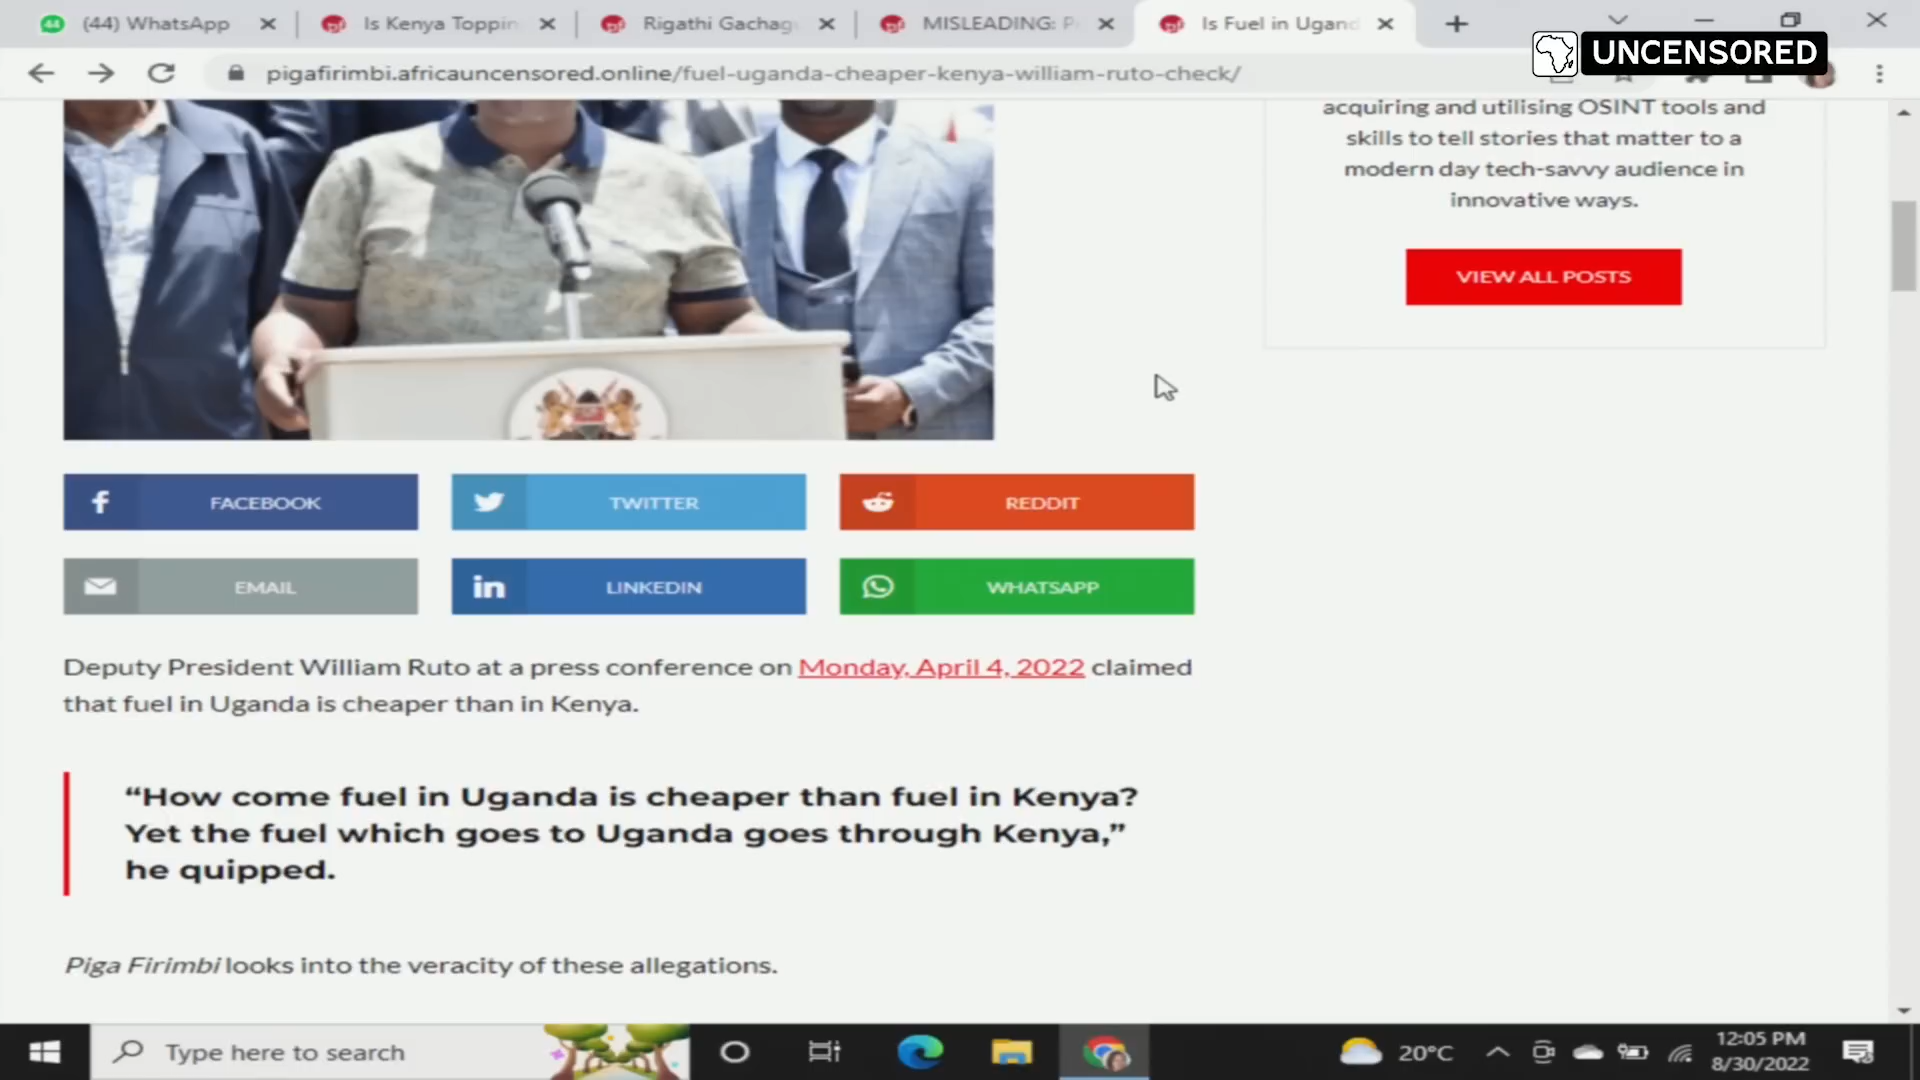 (44) WhatsApp
Is Kenya Toppin
Rigathi Gachag
MISLEADING: P
Is Fuel in Ugand
UNCENSORED
pigafirimbi.africauncensored.online/fuel-uganda-cheaper-kenya-william-ruto-check/
acquiring and utilising OSINT tools and
skills to tell stories that matter to a
modern day tech-savvy audience in
innovative ways.
VIEW ALL POSTS
FACEBOOK
TWITTER
REDDIT
EMAIL
LINKEDIN
WHATSAPP
Deputy President William Ruto at a press conference on Monday, April 4, 2022 claimed
that fuel in Uganda is cheaper than in Kenya.
“How come fuel in Uganda is cheaper than fuel in Kenya?
Yet the fuel which goes to Uganda goes through Kenya,”
he quipped.
Piga Firimbi looks into the veracity of these allegations.
Type here to search
20°C
12:05 PM
8/30/2022